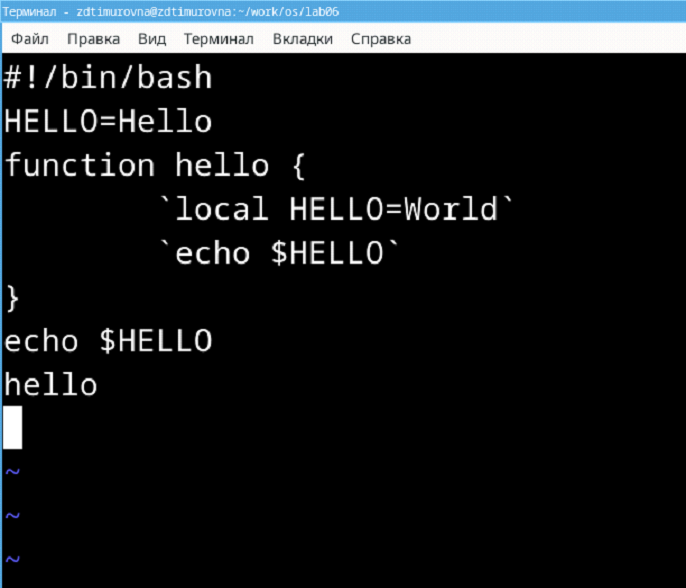 Терминал - zdtimurovna@zdtimurovna:~/work/os/lab06
Файл Правка Вид Терминал Вкладки Справка
#!/bin/bash
HELLO=Hello
function hello {
        `local HELLO=World`
        `echo $HELLO`
}
echo $HELLO
hello
~
~
~